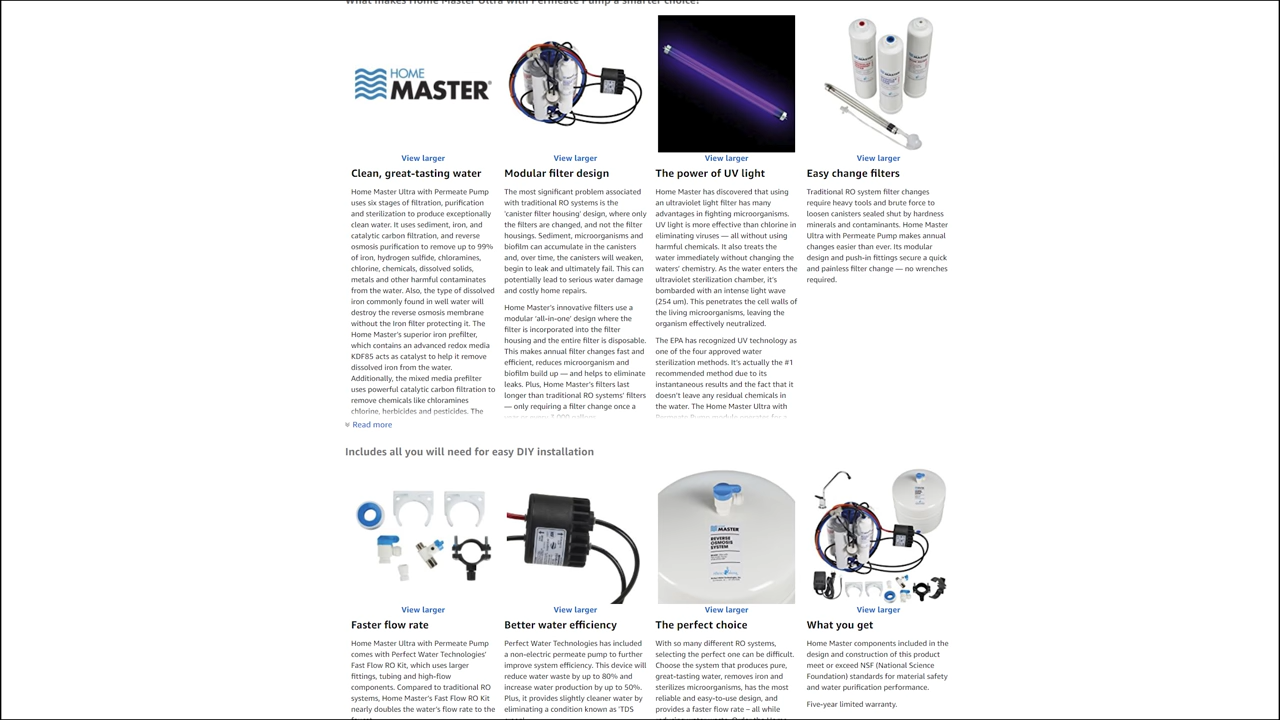 What makes Home Master Ultra with Permeate Pump a smarter choice?
HOME
MASTER®
View larger
Clean, great-tasting water
Home Master Ultra with Permeate Pump
uses six stages of filtration, purification
and sterilization to produce exceptionally
clean water. It uses sediment, iron, and
catalytic carbon filtration, and reverse
osmosis purification to remove up to 99%
of iron, hydrogen sulfide, chloramines,
chlorine, chemicals, dissolved solids,
metals and other harmful contaminates
from the water. Also, the type of dissolved
iron commonly found in well water will
destroy the reverse osmosis membrane
without the Iron filter protecting it. The
Home Master's superior iron prefilter,
which contains an advanced redox media
KDF85 acts as catalyst to help it remove
dissolved iron from the water.
Additionally, the mixed media prefilter
uses powerful catalytic carbon filtration to
remove chemicals like chloramines
chlorine, herbicides and pesticides. The
View larger
Modular filter design
The most significant problem associated
with traditional RO systems is the
'canister filter housing' design, where only
the filters are changed, and not the filter
housings. Sediment, microorganisms and
biofilm can accumulate in the canisters
and, over time, the canisters will weaken,
begin to leak and ultimately fail. This can
potentially lead to serious water damage
and costly home repairs.
Home Master's innovative filters use a
modular 'all-in-one' design where the
filter is incorporated into the filter
housing and the entire filter is disposable.
This makes annual filter changes fast and
efficient, reduces microorganism and
biofilm build up — and helps to eliminate
leaks. Plus, Home Master's filters last
longer than traditional RO systems' filters
— only requiring a filter change once a
View larger
The power of UV light
Home Master has discovered that using
an ultraviolet light filter has many
advantages in fighting microorganisms.
UV light is more effective than chlorine in
eliminating viruses — all without using
harmful chemicals. It also treats the
water immediately without changing the
waters' chemistry. As the water enters the
ultraviolet sterilization chamber, it's
bombarded with an intense light wave
(254 um). This penetrates the cell walls of
the living microorganisms, leaving the
organism effectively neutralized.
The EPA has recognized UV technology as
one of the four approved water
sterilization methods. It's actually the #1
recommended method due to its
instantaneous results and the fact that it
doesn't leave any residual chemicals in
the water. The Home Master Ultra with
View larger
Easy change filters
Traditional RO system filter changes
require heavy tools and brute force to
loosen canisters sealed shut by hardness
minerals and contaminants. Home Master
Ultra with Permeate Pump makes annual
changes easier than ever. Its modular
design and push-in fittings secure a quick
and painless filter change — no wrenches
required.
Read more
Includes all you will need for easy DIY installation
View larger
Faster flow rate
Home Master Ultra with Permeate Pump
comes with Perfect Water Technologies'
Fast Flow RO Kit, which uses larger
fittings, tubing and high-flow
components. Compared to traditional RO
systems, Home Master's Fast Flow RO Kit
nearly doubles the water's flow rate to the
View larger
Better water efficiency
Perfect Water Technologies has included
a non-electric permeate pump to further
improve system efficiency. This device will
reduce water waste by up to 80% and
increase water production by up to 50%.
Plus, it provides slightly cleaner water by
eliminating a condition known as 'TDS
HOME
MASTER
REVERSE
OSMOSIS
SYSTEM
View larger
The perfect choice
With so many different RO systems,
selecting the perfect one can be difficult.
Choose the system that produces pure,
great-tasting water, removes iron and
sterilizes microorganisms, has the most
reliable and easy-to-use design, and
provides a faster flow rate – all while
View larger
What you get
Home Master components included in the
design and construction of this product
meet or exceed NSF (National Science
Foundation) standards for material safety
and water purification performance.
Five-year limited warranty.